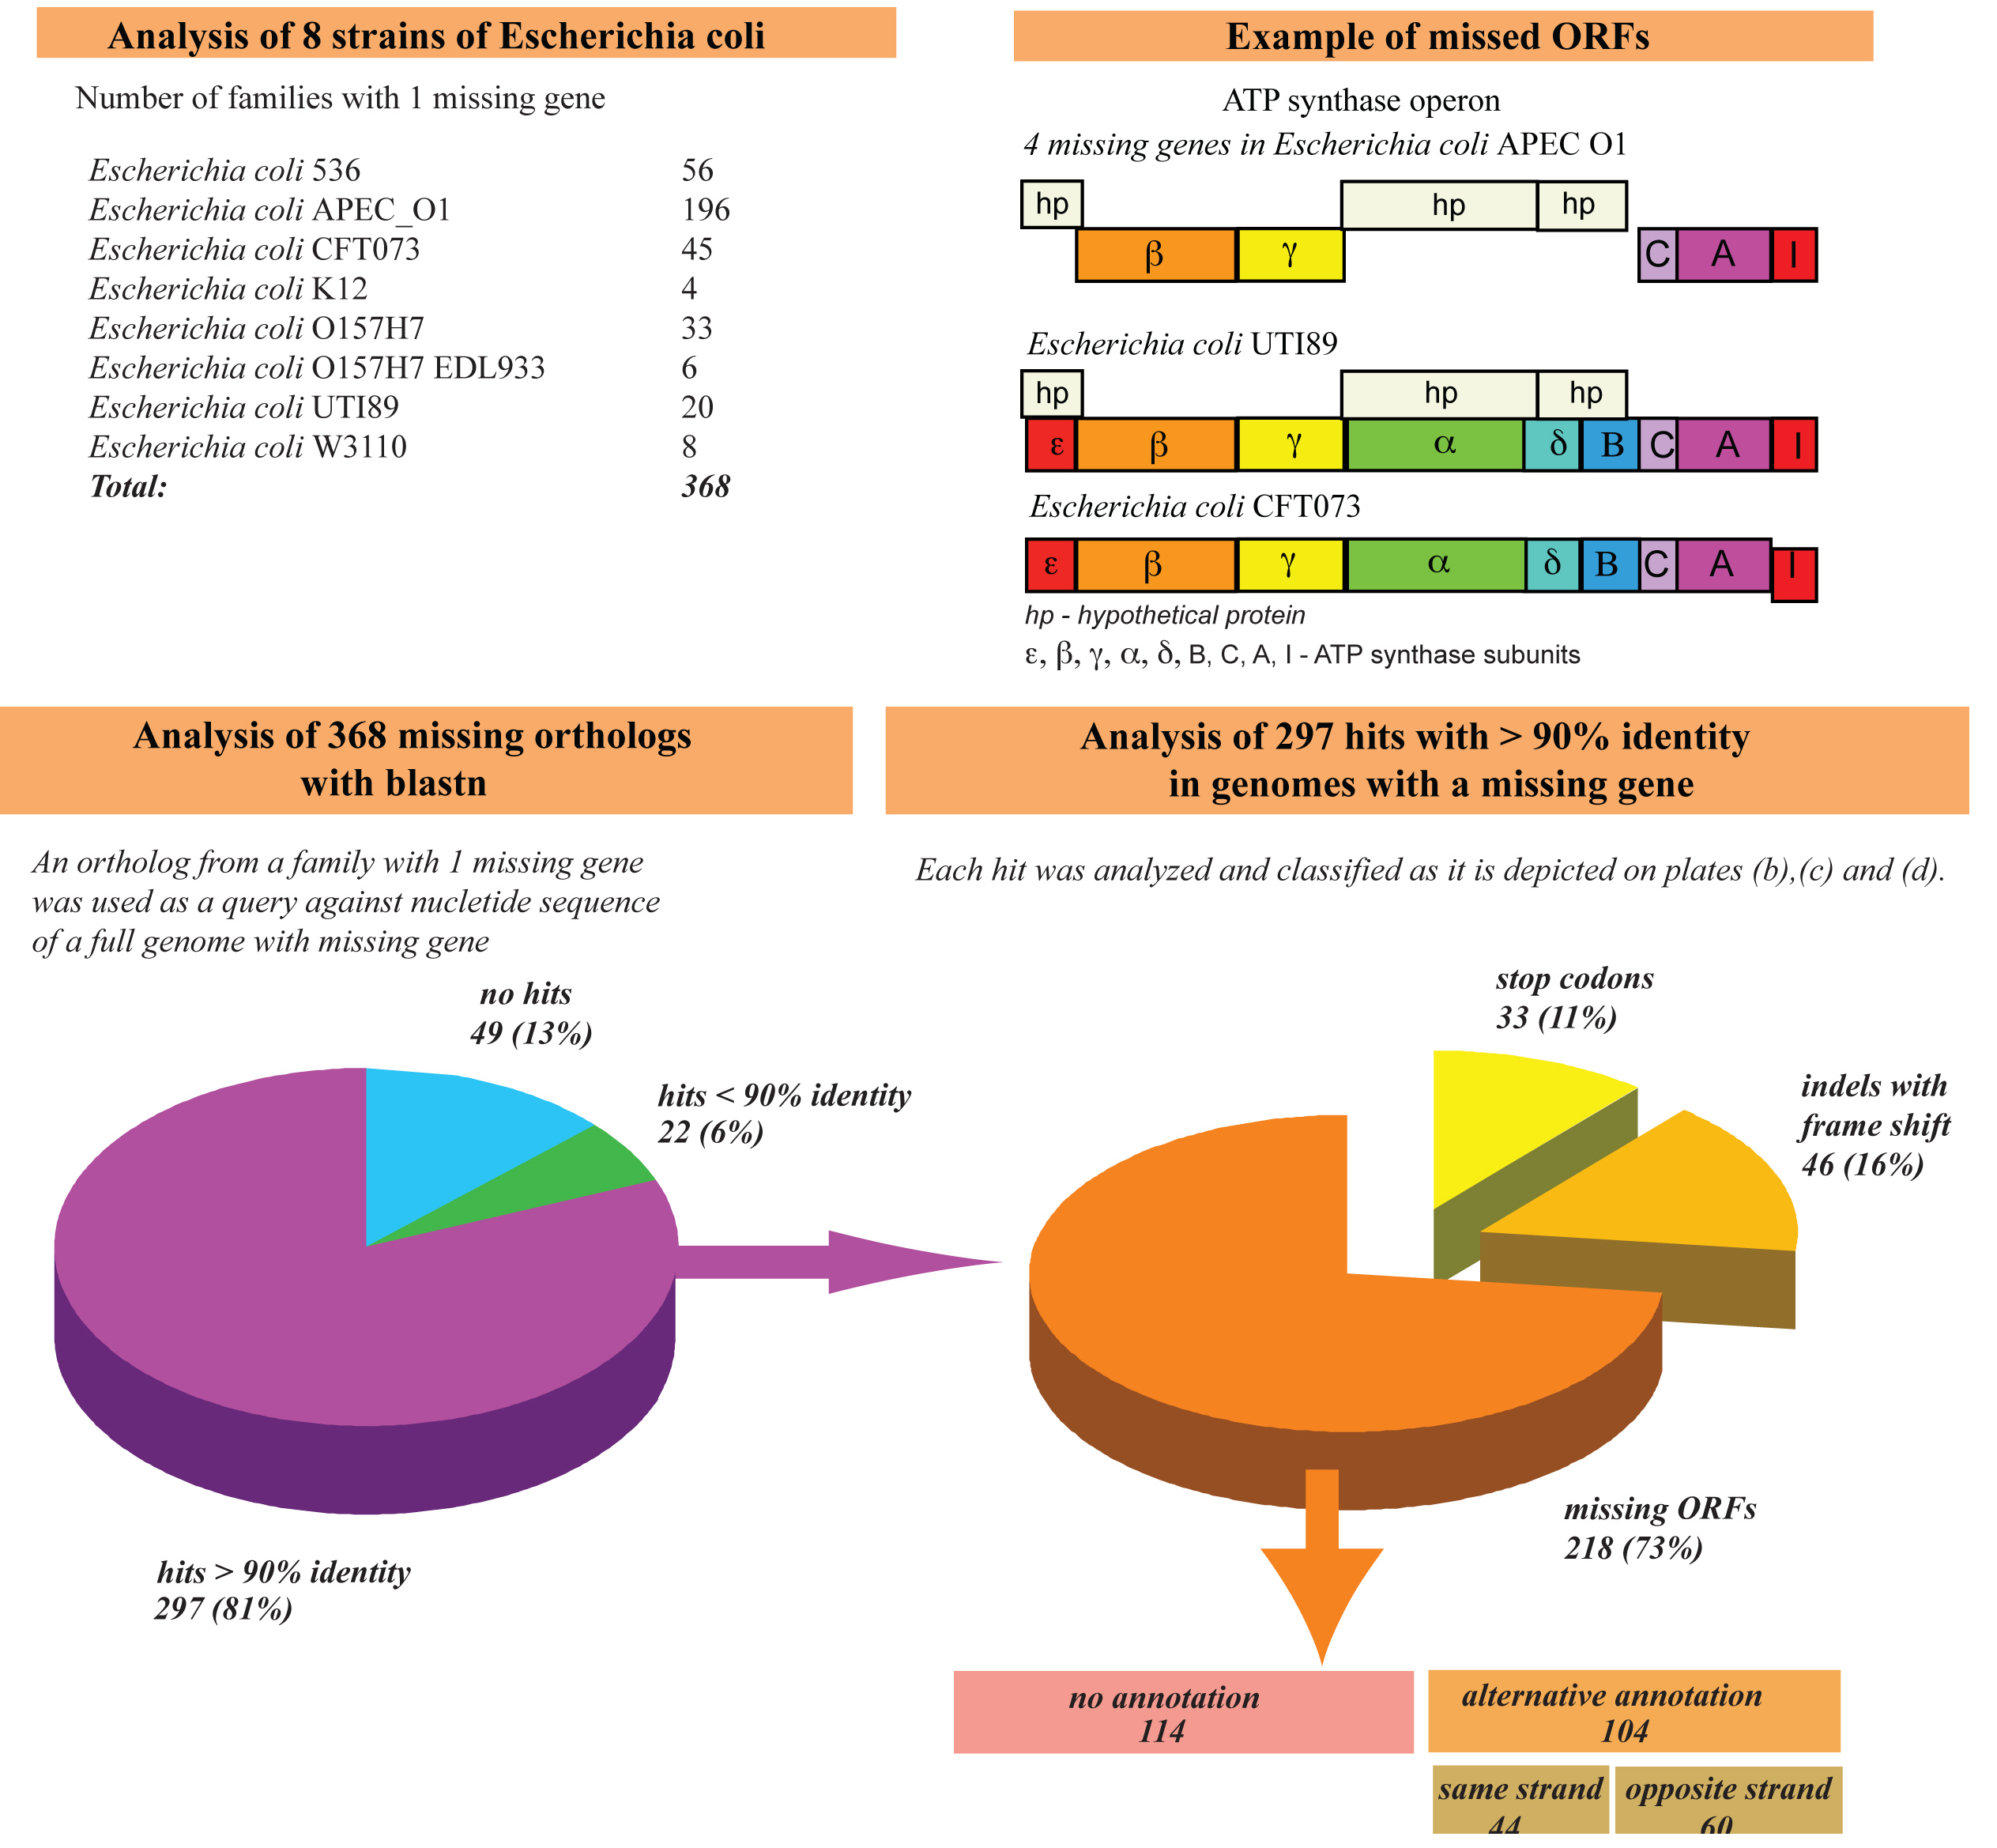 Analysis of 8 strains of Escherichia coli
Number of families with 1 missing gene
Escherichia coli 536 56
Escherichia coli APEC_O1 196
Escherichia coli CFT073 45
Escherichia coli K12 4
Escherichia coli O157H7 33
Escherichia coli O157H7 EDL933 6
Escherichia coli UTI89 20
Escherichia coli W3110 8
Total: 368
Example of missed ORFs
ATP synthase operon
4 missing genes in Escherichia coli APEC O1
hp hp hp
β γ C A I
Escherichia coli UTI89
hp hp hp
ε β γ α δ B C A I
Escherichia coli CFT073
ε β γ α δ B C A I
hp - hypothetical protein
ε, β, γ, α, δ, B, C, A, I - ATP synthase subunits
Analysis of 368 missing orthologs
with blastn
An ortholog from a family with 1 missing gene
was used as a query against nucletide sequence
of a full genome with missing gene
no hits
49 (13%)
hits < 90% identity
22 (6%)
hits > 90% identity
297 (81%)
Analysis of 297 hits with > 90% identity
in genomes with a missing gene
Each hit was analyzed and classified as it is depicted on plates (b),(c) and (d).
stop codons
33 (11%)
indels with
frame shift
46 (16%)
missing ORFs
218 (73%)
no annotation
114
alternative annotation
104
same strand
44
opposite strand
60